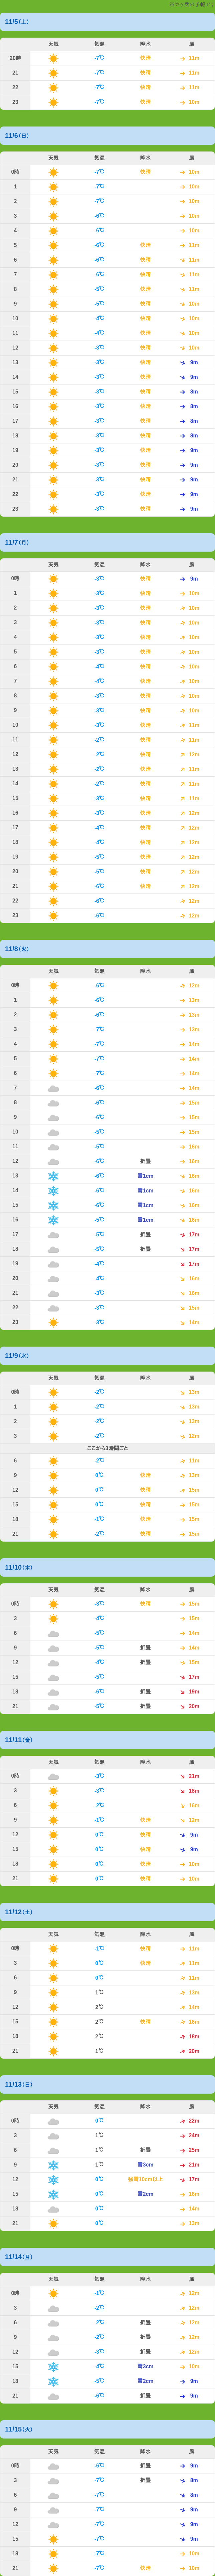 11/5(土)
天気 気温 降水 風
20時 -7℃ 快晴 11m
21 -7℃ 快晴 11m
22 -7℃ 快晴 11m
23 -7℃ 快晴 10m
11/6(日)
天気 気温 降水 風
0時 -7℃ 快晴 10m
1 -7℃ 10m
2 -7℃ 10m
3 -6℃ 10m
4 -6℃ 10m
5 -6℃ 快晴 11m
6 -6℃ 快晴 11m
7 -6℃ 快晴 11m
8 -5℃ 快晴 11m
9 -5℃ 快晴 10m
10 -4℃ 快晴 10m
11 -4℃ 快晴 10m
12 -3℃ 快晴 10m
13 -3℃ 快晴 9m
14 -3℃ 快晴 9m
15 -3℃ 快晴 8m
16 -3℃ 快晴 8m
17 -3℃ 快晴 8m
18 -3℃ 快晴 8m
19 -3℃ 快晴 9m
20 -3℃ 快晴 9m
21 -3℃ 快晴 9m
22 -3℃ 快晴 9m
23 -3℃ 快晴 9m
11/7(月)
天気 気温 降水 風
0時 -3℃ 快晴 9m
1 -3℃ 快晴 10m
2 -3℃ 快晴 10m
3 -3℃ 快晴 10m
4 -3℃ 快晴 10m
5 -3℃ 快晴 10m
6 -4℃ 快晴 10m
7 -4℃ 快晴 10m
8 -3℃ 快晴 10m
9 -3℃ 快晴 10m
10 -3℃ 快晴 11m
11 -2℃ 快晴 11m
12 -2℃ 快晴 12m
13 -2℃ 快晴 11m
14 -2℃ 快晴 11m
15 -3℃ 快晴 11m
16 -3℃ 快晴 12m
17 -4℃ 快晴 12m
18 -4℃ 快晴 12m
19 -5℃ 快晴 12m
20 -5℃ 快晴 12m
21 -6℃ 快晴 12m
22 -6℃ 12m
23 -6℃ 12m
11/8(火)
天気 気温 降水 風
0時 -6℃ 12m
1 -6℃ 13m
2 -6℃ 13m
3 -7℃ 13m
4 -7℃ 14m
5 -7℃ 14m
6 -7℃ 14m
7 -6℃ 14m
8 -6℃ 15m
9 -6℃ 15m
10 -5℃ 15m
11 -5℃ 16m
12 -6℃ 折曇 16m
13 -6℃ 雪1cm 16m
14 -6℃ 雪1cm 16m
15 -6℃ 雪1cm 16m
16 -5℃ 雪1cm 16m
17 -5℃ 折曇 17m
18 -5℃ 折曇 17m
19 -4℃ 17m
20 -4℃ 16m
21 -3℃ 16m
22 -3℃ 15m
23 -3℃ 14m
11/9(水)
天気 気温 降水 風
0時 -2℃ 13m
1 -2℃ 13m
2 -2℃ 13m
3 -2℃ 12m
ここから3時間ごと
6 -2℃ 11m
9 0℃ 快晴 13m
12 0℃ 快晴 15m
15 0℃ 快晴 15m
18 -1℃ 快晴 15m
21 -2℃ 快晴 15m
11/10(木)
天気 気温 降水 風
0時 -3℃ 快晴 15m
3 -4℃ 15m
6 -5℃ 14m
9 -5℃ 折曇 14m
12 -4℃ 折曇 15m
15 -5℃ 17m
18 -6℃ 折曇 19m
21 -5℃ 折曇 20m
11/11(金)
天気 気温 降水 風
0時 -3℃ 21m
3 -3℃ 18m
6 -2℃ 16m
9 -1℃ 快晴 12m
12 0℃ 快晴 9m
15 0℃ 快晴 9m
18 0℃ 快晴 10m
21 0℃ 快晴 10m
11/12(土)
天気 気温 降水 風
0時 -1℃ 快晴 11m
3 0℃ 快晴 11m
6 0℃ 11m
9 1℃ 13m
12 2℃ 14m
15 2℃ 快晴 16m
18 2℃ 18m
21 1℃ 20m
11/13(日)
天気 気温 降水 風
0時 0℃ 22m
3 1℃ 24m
6 1℃ 折曇 25m
9 1℃ 雪3cm 21m
12 0℃ 強雪10cm以上 17m
15 0℃ 雪2cm 16m
18 0℃ 14m
21 0℃ 13m
11/14(月)
天気 気温 降水 風
0時 -1℃ 12m
3 -2℃ 12m
6 -2℃ 折曇 12m
9 -2℃ 折曇 12m
12 -3℃ 折曇 12m
15 -4℃ 雪3cm 10m
18 -5℃ 雪2cm 9m
21 -6℃ 折曇 9m
11/15(火)
天気 気温 降水 風
0時 -6℃ 折曇 9m
3 -7℃ 折曇 8m
6 -7℃ 8m
9 -7℃ 9m
12 -7℃ 9m
15 -7℃ 9m
18 -7℃ 10m
21 -7℃ 快晴 10m